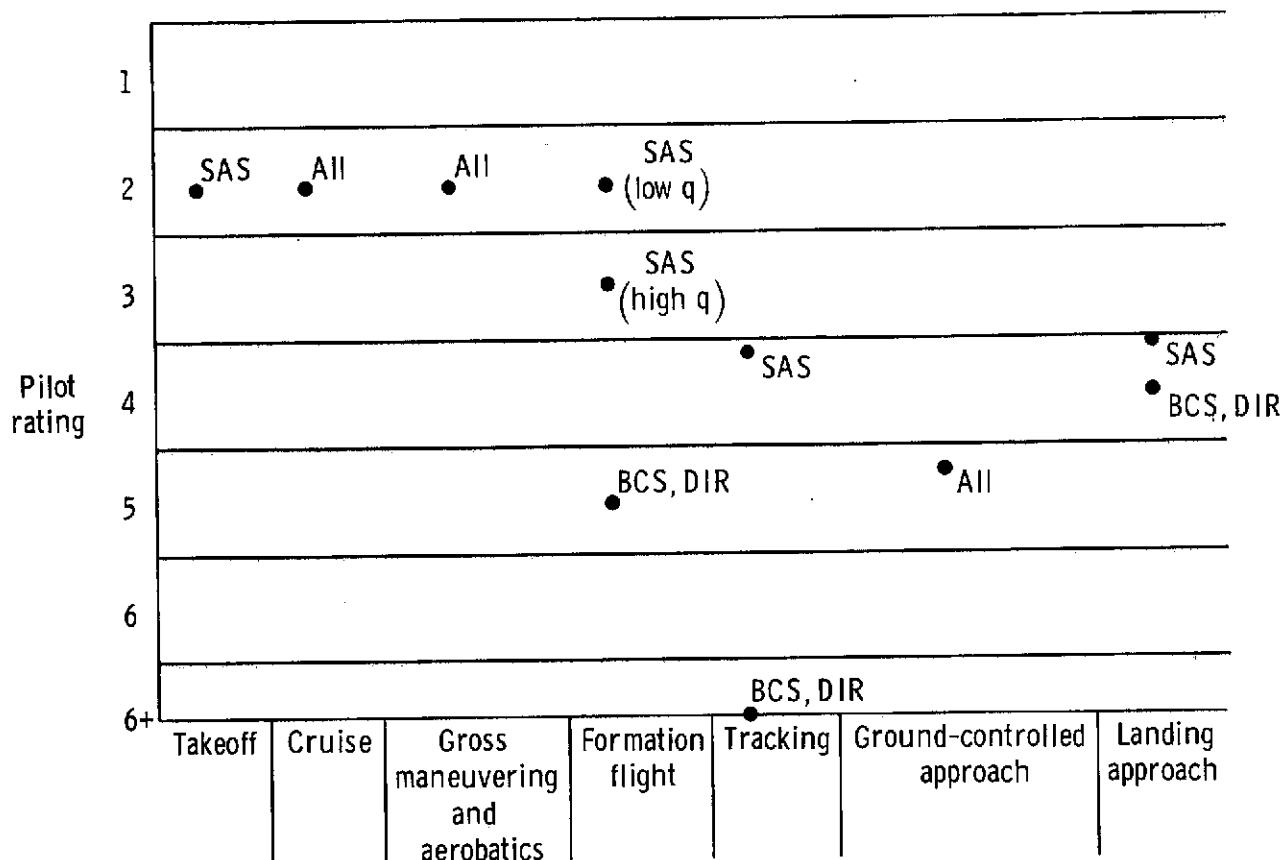 1
SAS
All
All
SAS
(low q)
2
SAS
(high q)
3
SAS
SAS
Pilot
rating
4
BCS, DIR
BCS, DIR
All
5
6
BCS, DIR
6+
Takeoff
Cruise
Gross
maneuvering
and
aerobatics
Formation
flight
Tracking
Ground-controlled
approach
Landing
approach